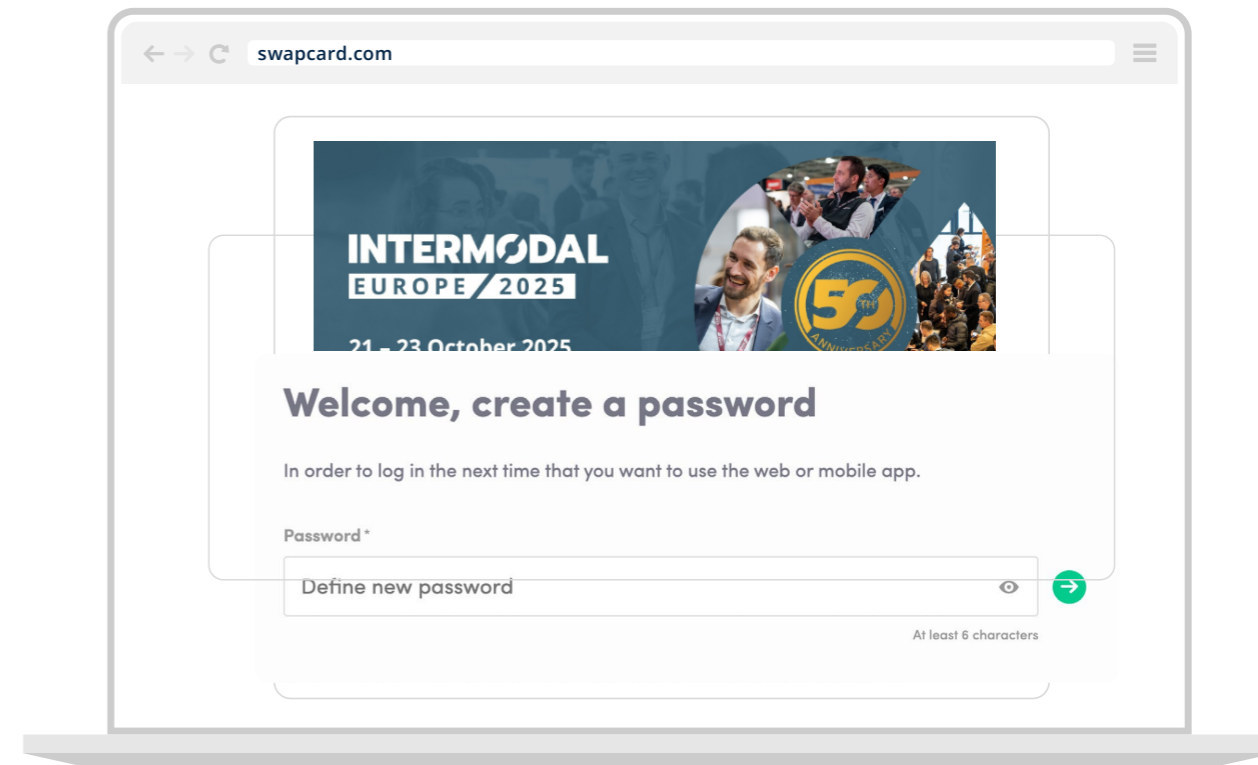 swapcard.com
INTERMODAL
EUROPE/2025
21 – 23 October 2025
50TH
ANNIVERSARY
Welcome, create a password
In order to log in the next time that you want to use the web or mobile app.
Password *
Define new password
At least 6 characters